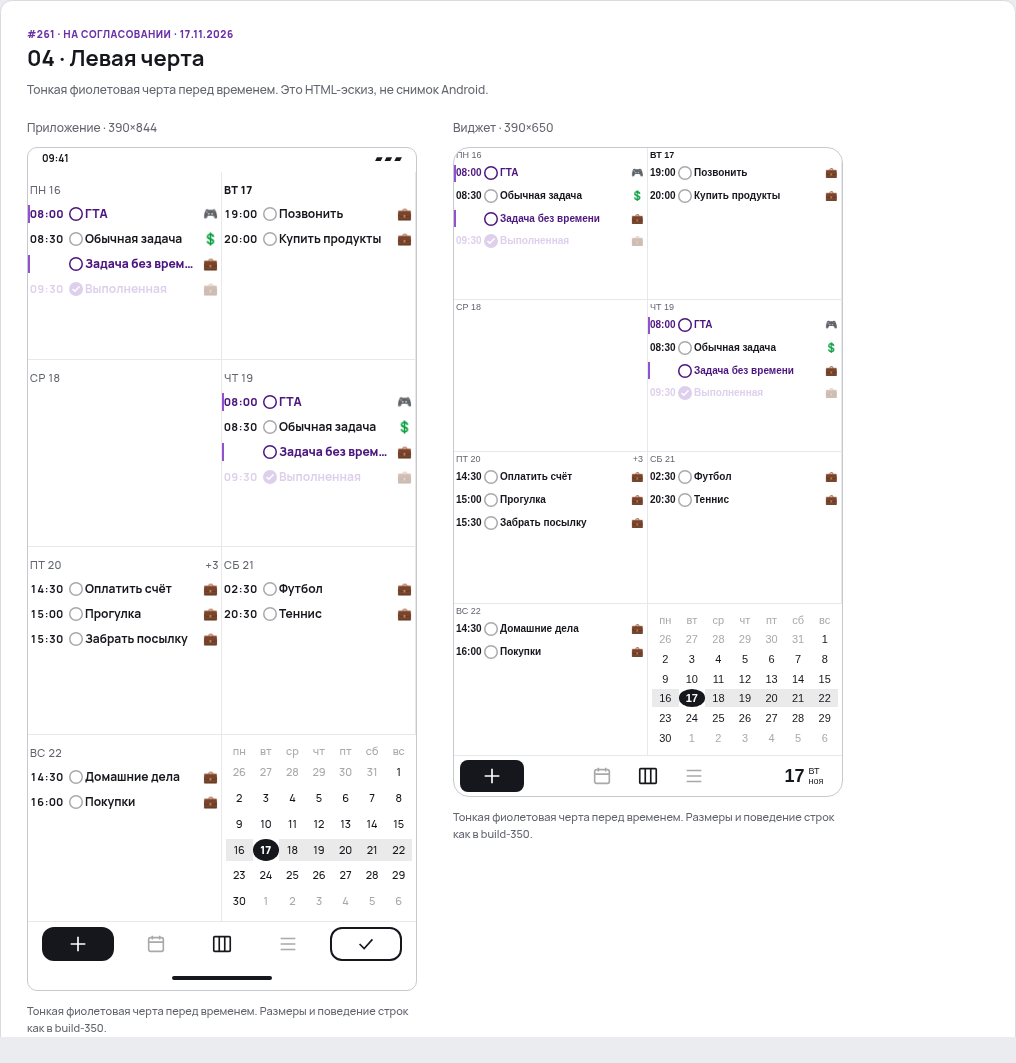 #261 · НА СОГЛАСОВАНИИ · 17.11.2026
04 · Левая черта
Тонкая фиолетовая черта перед временем. Это HTML-эскиз, не снимок Android.
Приложение · 390×844
09:41
ПН 16
08:00 ГТА
08:30 Обычная задача
Задача без врем…
09:30 Выполненная
ВТ 17
19:00 Позвонить
20:00 Купить продукты
СР 18
ЧТ 19
08:00 ГТА
08:30 Обычная задача
Задача без врем…
09:30 Выполненная
ПТ 20 +3
14:30 Оплатить счёт
15:00 Прогулка
15:30 Забрать посылку
СБ 21
02:30 Футбол
20:30 Теннис
ВС 22
14:30 Домашние дела
16:00 Покупки
пн вт ср чт пт сб вс
26 27 28 29 30 31 1
2 3 4 5 6 7 8
9 10 11 12 13 14 15
16 17 18 19 20 21 22
23 24 25 26 27 28 29
30 1 2 3 4 5 6
Тонкая фиолетовая черта перед временем. Размеры и поведение строк
как в build-350.
Виджет · 390×650
ПН 16
08:00 ГТА
08:30 Обычная задача
Задача без времени
09:30 Выполненная
ВТ 17
19:00 Позвонить
20:00 Купить продукты
СР 18
ЧТ 19
08:00 ГТА
08:30 Обычная задача
Задача без времени
09:30 Выполненная
ПТ 20 +3
14:30 Оплатить счёт
15:00 Прогулка
15:30 Забрать посылку
СБ 21
02:30 Футбол
20:30 Теннис
ВС 22
14:30 Домашние дела
16:00 Покупки
пн вт ср чт пт сб вс
26 27 28 29 30 31 1
2 3 4 5 6 7 8
9 10 11 12 13 14 15
16 17 18 19 20 21 22
23 24 25 26 27 28 29
30 1 2 3 4 5 6
17 ВТ
ноя
Тонкая фиолетовая черта перед временем. Размеры и поведение строк
как в build-350.